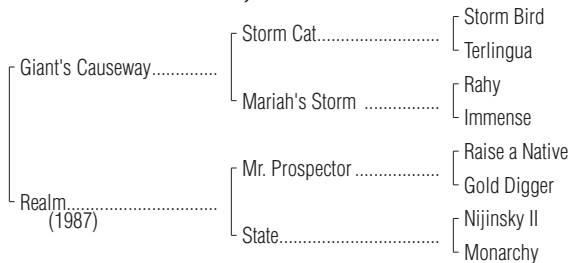 Storm Bird
Storm Cat..............................
Terlingua
Giant's Causeway..............
Rahy
Mariah's Storm ..................
Immense
Raise a Native
Mr. Prospector ....................
Gold Digger
Realm................................
(1987)
Nijinsky II
State.....................................
Monarchy